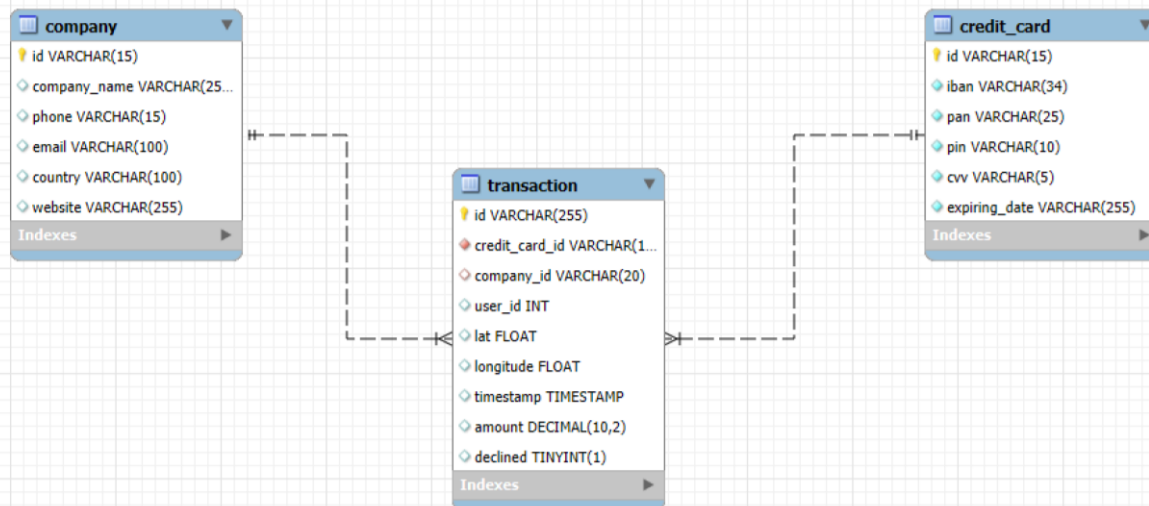 company
id VARCHAR(15)
company_name VARCHAR(25...
phone VARCHAR(15)
email VARCHAR(100)
country VARCHAR(100)
website VARCHAR(255)
Indexes
transaction
id VARCHAR(255)
credit_card_id VARCHAR(1...
company_id VARCHAR(20)
user_id INT
lat FLOAT
longitude FLOAT
timestamp TIMESTAMP
amount DECIMAL(10,2)
declined TINYINT(1)
Indexes
credit_card
id VARCHAR(15)
iban VARCHAR(34)
pan VARCHAR(25)
pin VARCHAR(10)
cvv VARCHAR(5)
expiring_date VARCHAR(255)
Indexes